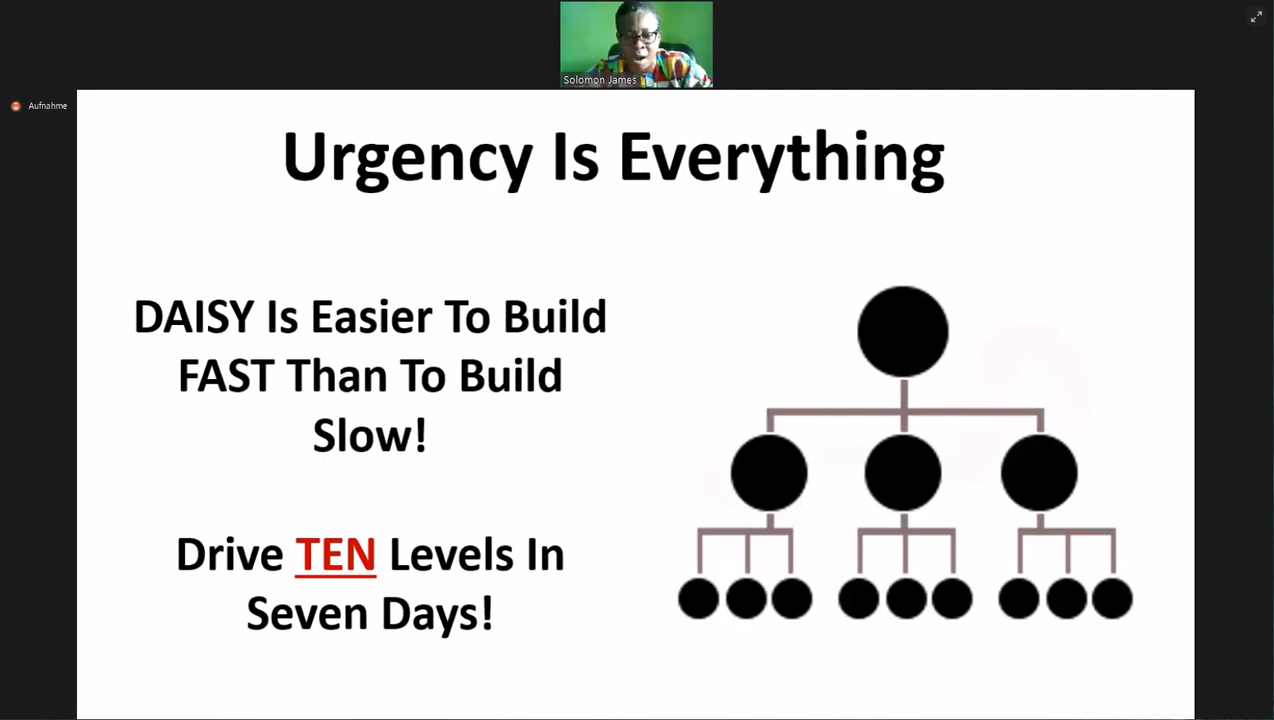 Solomon James
Aufnahme
Urgency Is Everything
DAISY Is Easier To Build
FAST Than To Build
Slow!
Drive TEN Levels In
Seven Days!